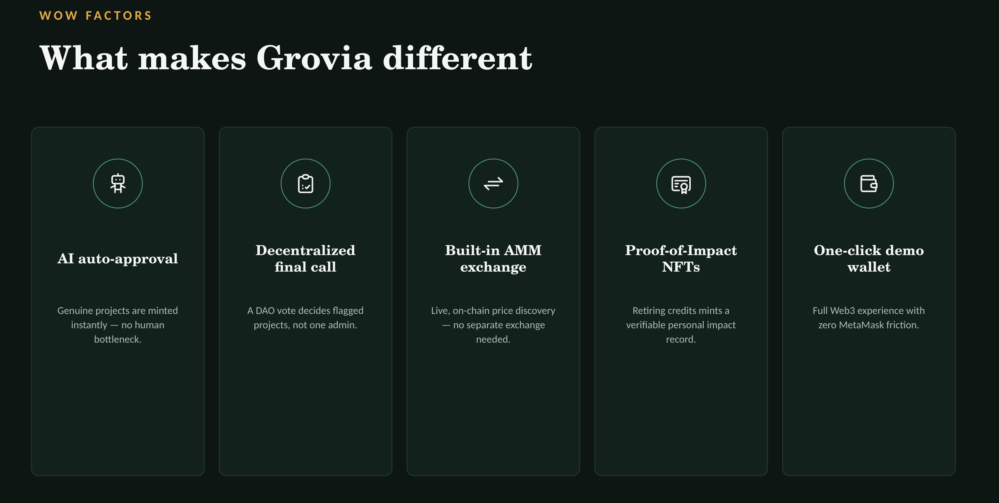 WOW FACTORS
What makes Grovia different
AI auto-approval
Genuine projects are minted
instantly — no human
bottleneck.
Decentralized
final call
A DAO vote decides flagged
projects, not one admin.
Built-in AMM
exchange
Live, on-chain price discovery
— no separate exchange
needed.
Proof-of-Impact
NFTs
Retiring credits mints a
verifiable personal impact
record.
One-click demo
wallet
Full Web3 experience with
zero MetaMask friction.